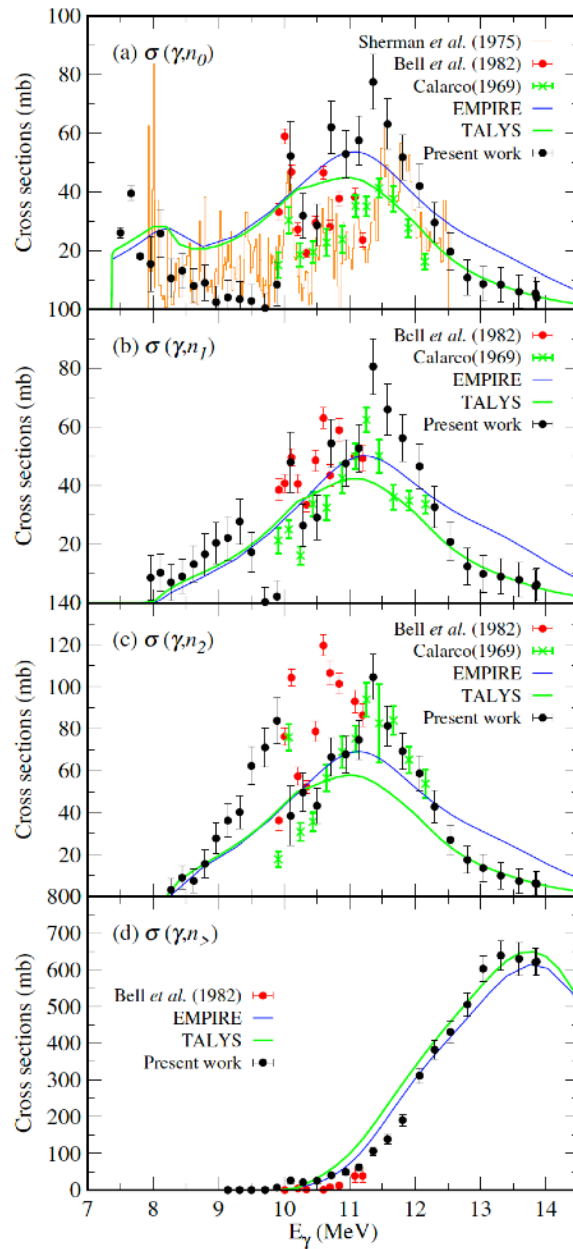 100
80
60
40
20
Cross sections (mb)
(a) σ(γ,n0)
Sherman et al. (1975)
Bell et al. (1982)
Calarco(1969)
EMPIRE
TALYS
Present work
100
80
60
40
20
Cross sections (mb)
(b) σ(γ,n1)
Bell et al. (1982)
Calarco(1969)
EMPIRE
TALYS
Present work
140
120
100
80
60
40
20
Cross sections (mb)
(c) σ(γ,n2)
Bell et al. (1982)
Calarco(1969)
EMPIRE
TALYS
Present work
800
700
600
500
400
300
200
100
0
Cross sections (mb)
(d) σ(γ,n>)
Bell et al. (1982)
EMPIRE
TALYS
Present work
7 8 9 10 11 12 13 14
Eγ (MeV)